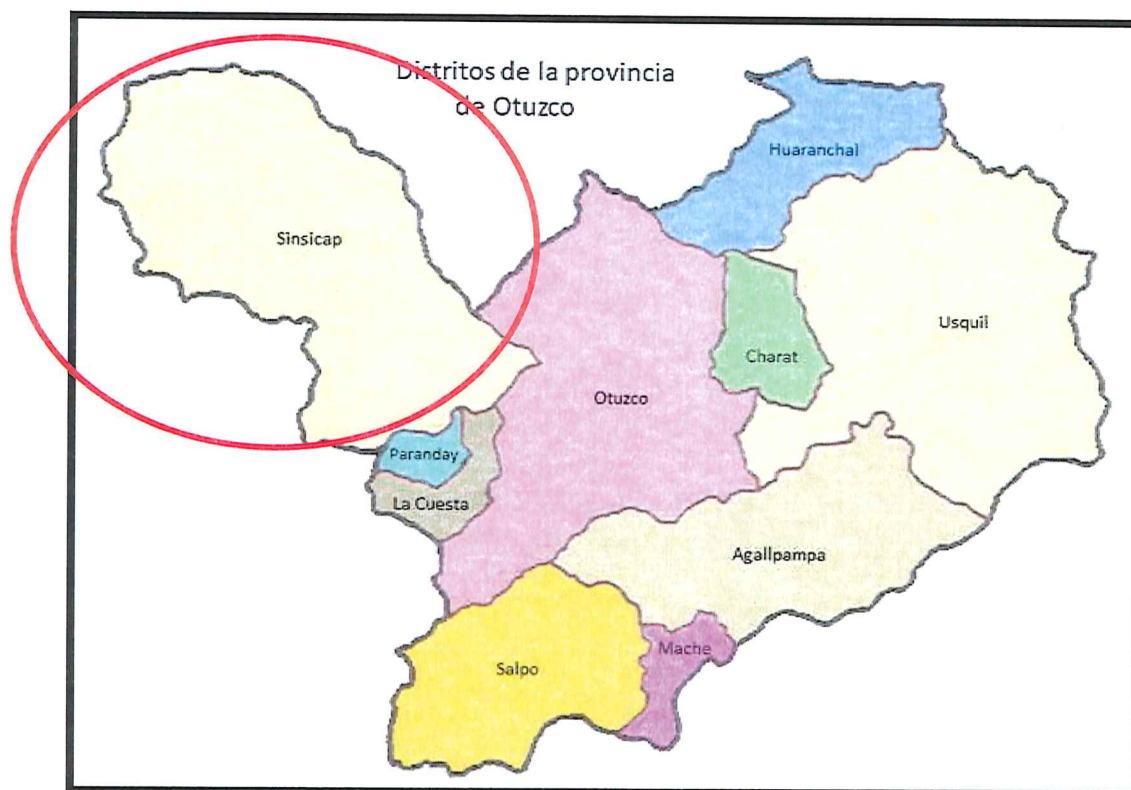 Distritos de la provincia
de Otuzco
Huaranchal
Sinsicap
Usquil
Charat
Otuzco
Paranday
La Cuesta
Agallpampa
Mache
Salpo